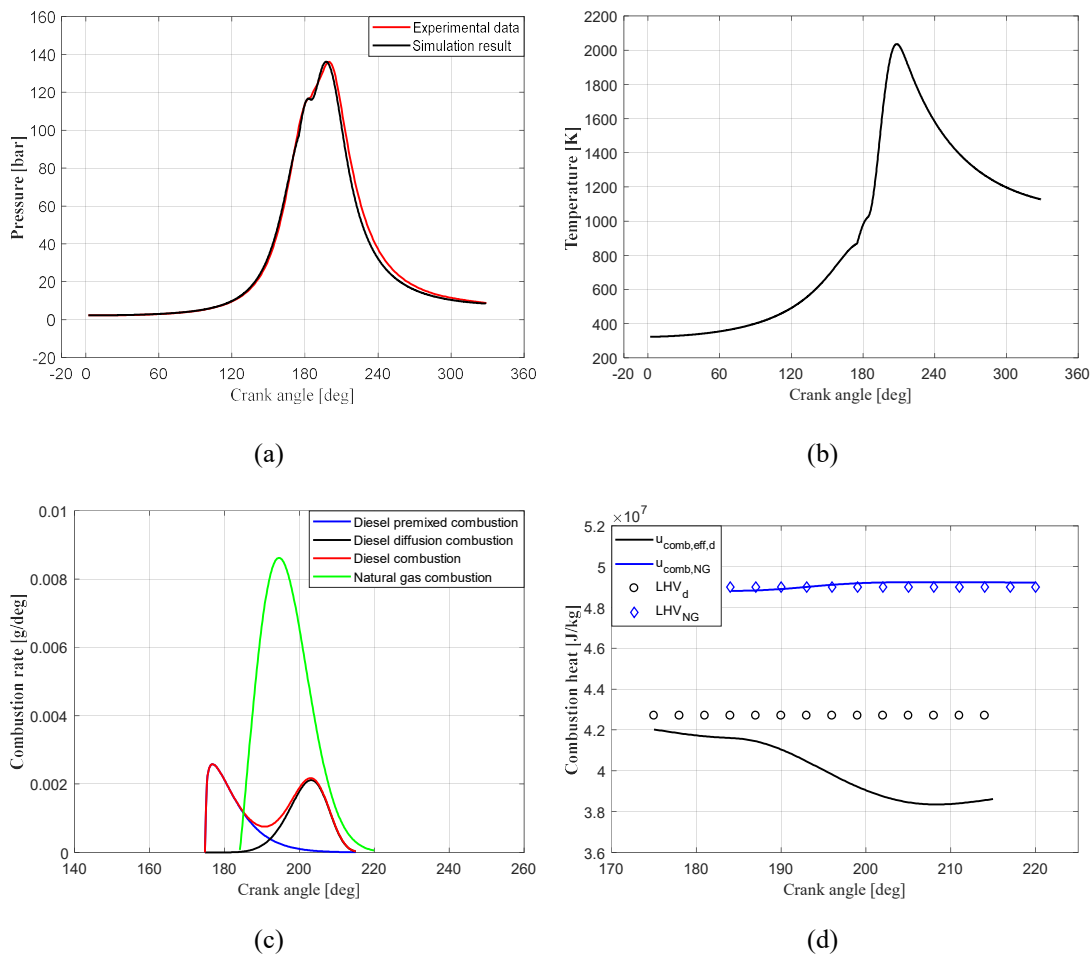 160
140
120
100
80
60
40
20
0
-20
Pressure [bar]
Experimental data
Simulation result
-20 0 60 120 180 240 300 360
Crank angle [deg]
(a)
2200
2000
1800
1600
1400
1200
1000
800
600
400
200
Temperature [K]
-20 0 60 120 180 240 300 360
Crank angle [deg]
(b)
0.01
0.008
0.006
0.004
0.002
0
Combustion rate [g/deg]
Diesel premixed combustion
Diesel diffusion combustion
Diesel combustion
Natural gas combustion
140 160 180 200 220 240 260
Crank angle [deg]
(c)
×10⁷
5.2
5
4.8
4.6
4.4
4.2
4
3.8
3.6
Combustion heat [J/kg]
u_comb,eff,d
u_comb,NG
LHV_d
LHV_NG
170 180 190 200 210 220
Crank angle [deg]
(d)